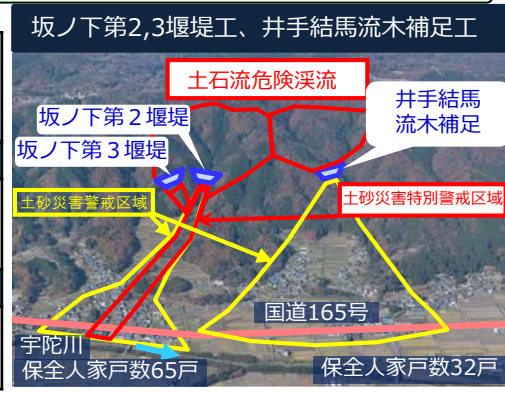 坂ノ下第2,3堰堤工、井手結馬流木補足工
土石流危険渓流
井手結馬
流木補足
坂ノ下第２堰堤
坂ノ下第３堰堤
土砂災害警戒区域
土砂災害特別警戒区域
国道165号
宇陀川
保全人家戸数65戸
保全人家戸数32戸